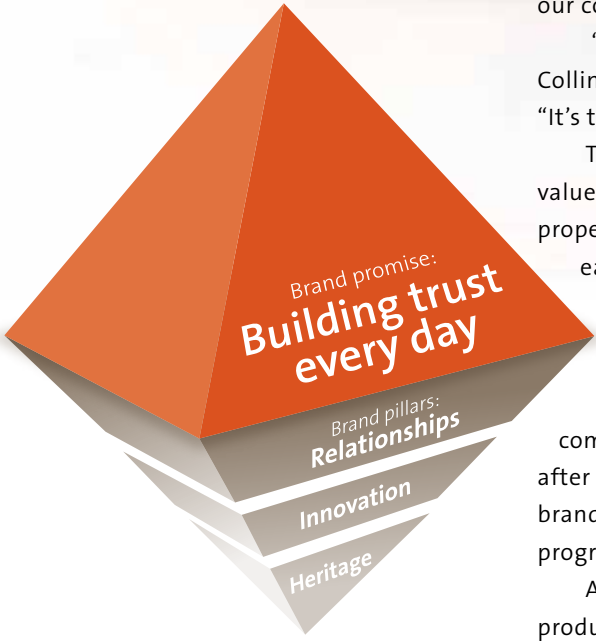 our
“
Collin
“It’s t
T
value
prope
ea
Brand promise:
Building trust
every day
Brand pillars:
Relationships
Innovation
Heritage
com
after
brand
progr
A
produ